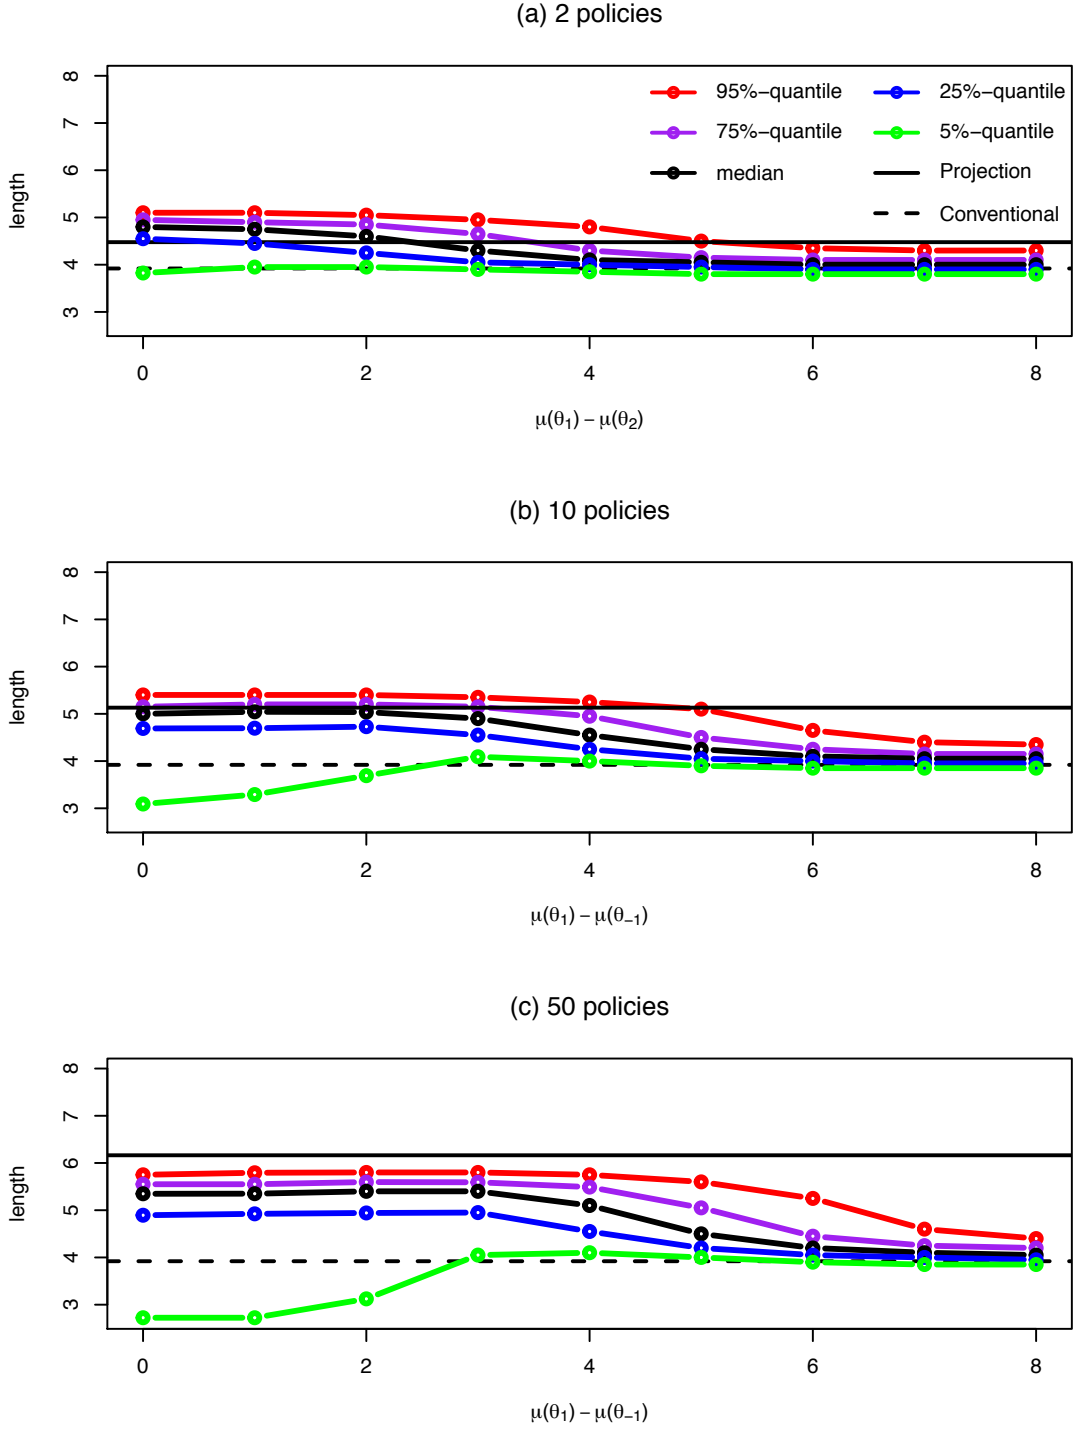 (a) 2 policies
length
8
7
6
5
4
3
95%−quantile
75%−quantile
median
25%−quantile
5%−quantile
Projection
Conventional
0 2 4 6 8
μ(θ1) − μ(θ2)
(b) 10 policies
length
8
7
6
5
4
3
0 2 4 6 8
μ(θ1) − μ(θ−1)
(c) 50 policies
length
8
7
6
5
4
3
0 2 4 6 8
μ(θ1) − μ(θ−1)